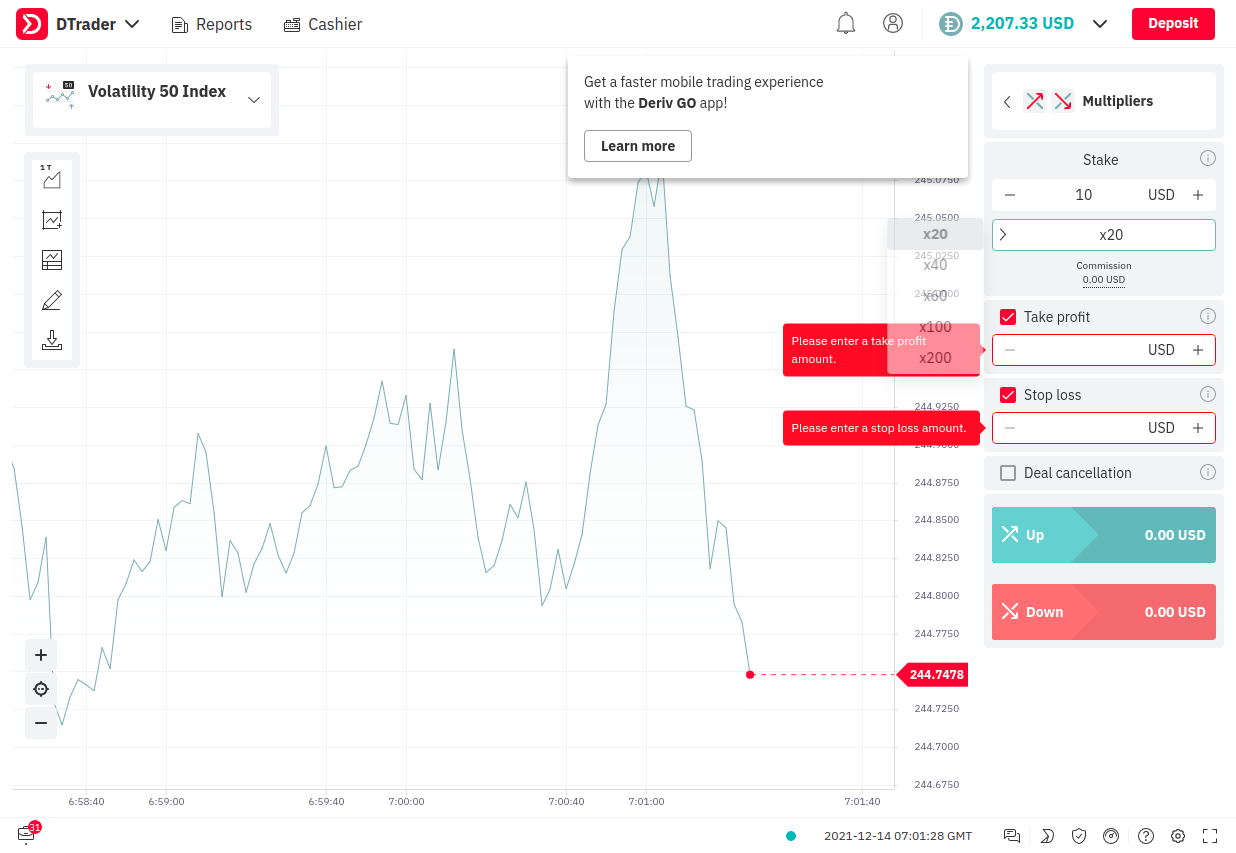 DTrader
Reports
Cashier
2,207.33 USD
Deposit
50
Volatility 50 Index
Get a faster mobile trading experience
with the Deriv GO app!
Learn more
Multipliers
Stake
10 USD
x20
Commission
0.00 USD
Take profit
USD
Stop loss
USD
Deal cancellation
Up 0.00 USD
Down 0.00 USD
1 T
x20
x40
x60
x100
x200
Please enter a take profit
amount.
Please enter a stop loss amount.
245.0750
245.0500
245.0250
245.0000
244.9250
244.9000
244.8750
244.8500
244.8250
244.8000
244.7750
244.7478
244.7250
244.7000
244.6750
6:58:40
6:59:00
6:59:40
7:00:00
7:00:40
7:01:00
7:01:40
31
2021-12-14 07:01:28 GMT